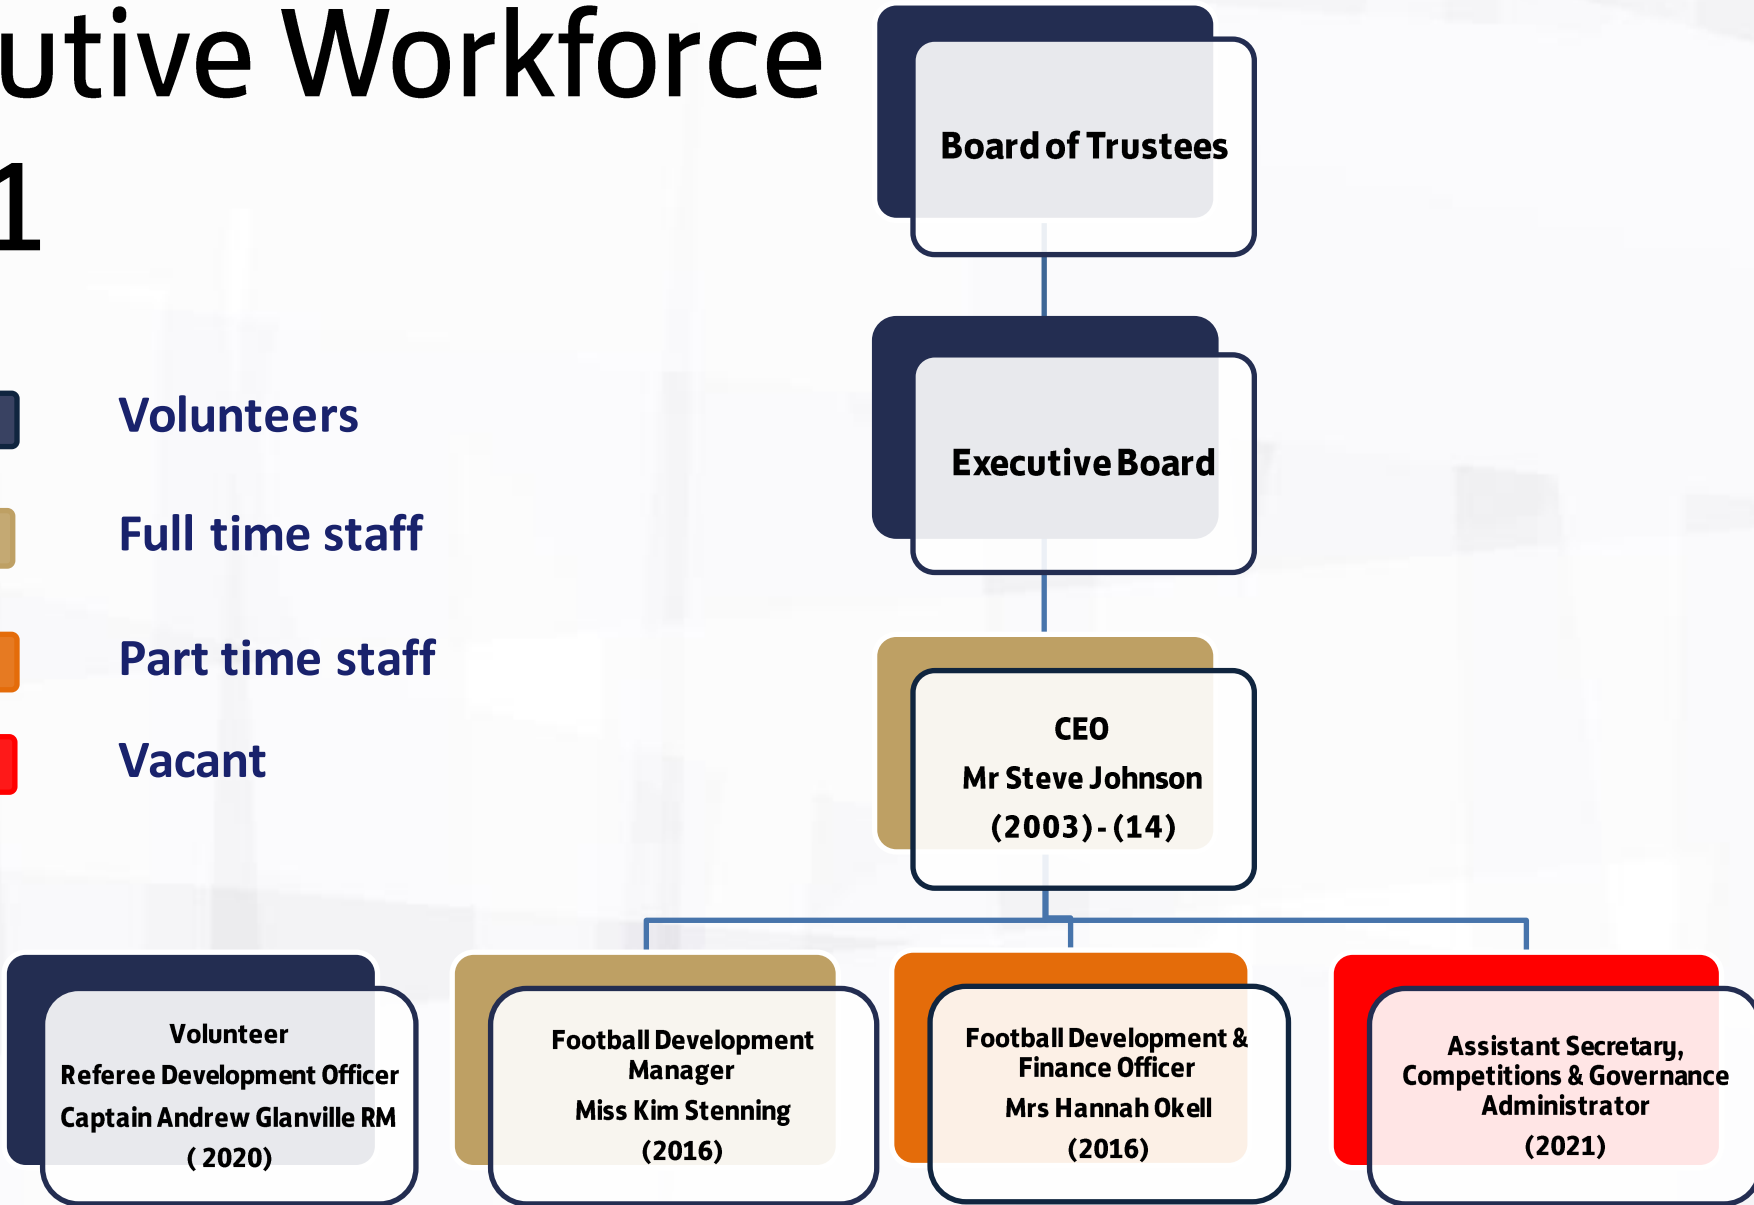 utive Workforce
1
Volunteers
Full time staff
Part time staff
Vacant
Board of Trustees
Executive Board
CEO
Mr Steve Johnson
(2003)-(14)
Volunteer
Referee Development Officer
Captain Andrew Glanville RM
( 2020)
Football Development
Manager
Miss Kim Stenning
(2016)
Football Development &
Finance Officer
Mrs Hannah Okell
(2016)
Assistant Secretary,
Competitions & Governance
Administrator
(2021)